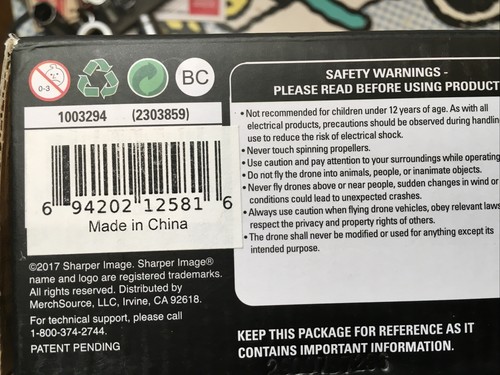 0-3
BC
1003294 (2303859)
6 94202 12581 6
Made in China
©2017 Sharper Image. Sharper Image®
name and logo are registered trademarks.
All rights reserved. Distributed by
MerchSource, LLC, Irvine, CA 92618.
For technical support, please call
1-800-374-2744.
PATENT PENDING
SAFETY WARNINGS -
PLEASE READ BEFORE USING PRODUCT
• Not recommended for children under 12 years of age. As with all
electrical products, precautions should be observed during
use to reduce the risk of electrical shock.
• Never touch spinning propellers.
• Use caution and pay attention to your surroundings while operating
• Do not fly the drone into animals, people, or inanimate objects.
• Never fly drones above or near people, sudden changes in wind or
conditions could lead to unexpected crashes.
• Always use caution when flying drone vehicles, obey relevant laws
respect the privacy and property rights of others.
• The drone shall never be modified or used for anything except its
intended purpose.
KEEP THIS PACKAGE FOR REFERENCE AS IT
CONTAINS IMPORTANT INFORMATION.